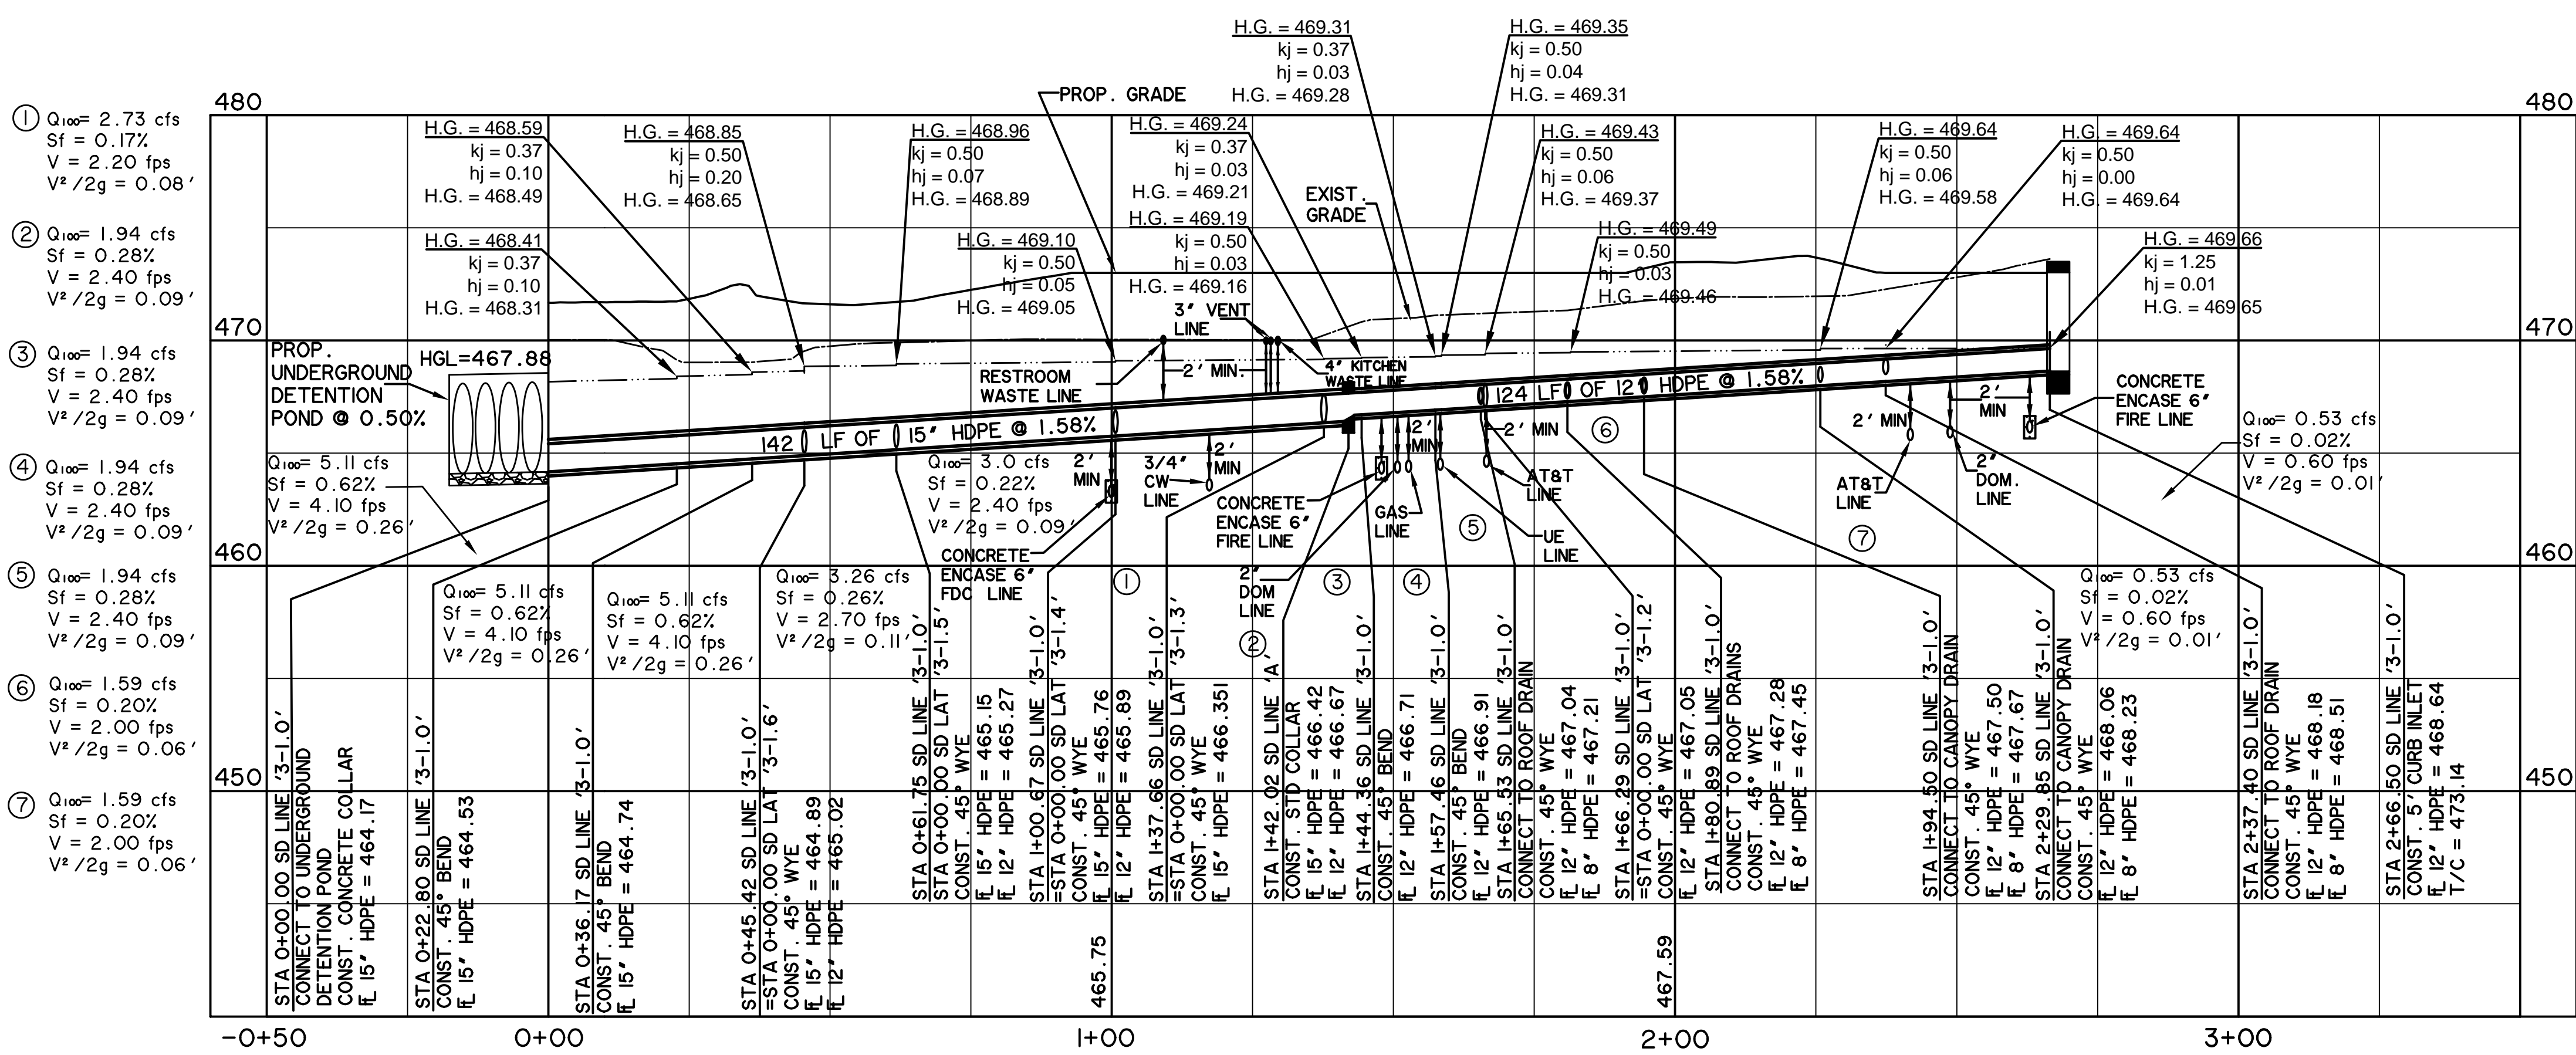 ① Q₁₀₀= 2.73 cfs
Sf = 0.17%
V = 2.20 fps
V²/2g = 0.08'
② Q₁₀₀= 1.94 cfs
Sf = 0.28%
V = 2.40 fps
V²/2g = 0.09'
③ Q₁₀₀= 1.94 cfs
Sf = 0.28%
V = 2.40 fps
V²/2g = 0.09'
④ Q₁₀₀= 1.94 cfs
Sf = 0.28%
V = 2.40 fps
V²/2g = 0.09'
⑤ Q₁₀₀= 1.94 cfs
Sf = 0.28%
V = 2.40 fps
V²/2g = 0.09'
⑥ Q₁₀₀= 1.59 cfs
Sf = 0.20%
V = 2.00 fps
V²/2g = 0.06'
⑦ Q₁₀₀= 1.59 cfs
Sf = 0.20%
V = 2.00 fps
V²/2g = 0.06'
480
470
460
450
480
470
460
450
H.G. = 468.59
kj = 0.37
hj = 0.10
H.G. = 468.49
H.G. = 468.41
kj = 0.37
hj = 0.10
H.G. = 468.31
H.G. = 468.85
kj = 0.50
hj = 0.20
H.G. = 468.65
H.G. = 468.96
kj = 0.50
hj = 0.07
H.G. = 468.89
PROP. GRADE
H.G. = 469.10
kj = 0.50
hj = 0.05
H.G. = 469.05
H.G. = 469.24
kj = 0.37
hj = 0.03
H.G. = 469.21
H.G. = 469.19
kj = 0.50
hj = 0.03
H.G. = 469.16
H.G. = 469.31
kj = 0.37
hj = 0.03
H.G. = 469.28
H.G. = 469.35
kj = 0.50
hj = 0.04
H.G. = 469.31
EXIST.
GRADE
H.G. = 469.43
kj = 0.50
hj = 0.06
H.G. = 469.37
H.G. = 469.49
kj = 0.50
hj = 0.03
H.G. = 469.46
H.G. = 469.64
kj = 0.50
hj = 0.06
H.G. = 469.58
H.G. = 469.64
kj = 0.50
hj = 0.00
H.G. = 469.64
H.G. = 469.66
kj = 1.25
hj = 0.01
H.G. = 469.65
PROP.
UNDERGROUND
DETENTION
POND @ 0.50%
HGL=467.88
RESTROOM
WASTE LINE
3" VENT
LINE
2' MIN.
4" KITCHEN
WASTE LINE
142 LF OF 15" HDPE @ 1.58%
124 LF OF 12" HDPE @ 1.58%
Q₁₀₀= 5.11 cfs
Sf = 0.62%
V = 4.10 fps
V²/2g = 0.26'
Q₁₀₀= 5.11 cfs
Sf = 0.62%
V = 4.10 fps
V²/2g = 0.26'
Q₁₀₀= 5.11 cfs
Sf = 0.62%
V = 4.10 fps
V²/2g = 0.26'
Q₁₀₀= 3.26 cfs
Sf = 0.26%
V = 2.70 fps
V²/2g = 0.11'
Q₁₀₀= 3.0 cfs
Sf = 0.22%
V = 2.40 fps
V²/2g = 0.09'
CONCRETE
ENCASE 6"
FDC LINE
2'
MIN
3/4"
CW
LINE
2'
MIN
CONCRETE
ENCASE 6"
FIRE LINE
2"
DOM
LINE
GAS
LINE
2'
MIN
2' MIN
AT&T
LINE
UE
LINE
①
②
③
④
⑤
⑥
⑦
2' MIN
2'
MIN
AT&T
LINE
2"
DOM.
LINE
CONCRETE
ENCASE 6"
FIRE LINE
Q₁₀₀= 0.53 cfs
Sf = 0.02%
V = 0.60 fps
V²/2g = 0.01'
Q₁₀₀= 0.53 cfs
Sf = 0.02%
V = 0.60 fps
V²/2g = 0.01'
STA 0+00.00 SD LINE '3-1.0'
CONNECT TO UNDERGROUND
DETENTION POND
CONST. CONCRETE COLLAR
FL 15" HDPE = 464.17
STA 0+22.80 SD LINE '3-1.0'
CONST. 45° BEND
FL 15" HDPE = 464.53
STA 0+36.17 SD LINE '3-1.0'
CONST. 45° BEND
FL 15" HDPE = 464.74
STA 0+45.42 SD LINE '3-1.0'
=STA 0+00.00 SD LAT '3-1.6'
CONST. 45° WYE
FL 15" HDPE = 464.89
FL 12" HDPE = 465.02
STA 0+61.75 SD LINE '3-1.0'
STA 0+00.00 SD LAT '3-1.5'
CONST. 45° WYE
FL 15" HDPE = 465.15
FL 12" HDPE = 465.27
STA 1+00.67 SD LINE '3-1.0'
=STA 0+00.00 SD LAT '3-1.4'
CONST. 45° WYE
FL 15" HDPE = 465.76
FL 12" HDPE = 465.89
STA 1+37.66 SD LINE '3-1.0'
=STA 0+00.00 SD LAT '3-1.3'
CONST. 45° WYE
FL 15" HDPE = 466.351
STA 1+42.02 SD LINE 'A'
CONST. STD COLLAR
FL 15" HDPE = 466.42
FL 12" HDPE = 466.67
STA 1+44.36 SD LINE '3-1.0'
CONST. 45° BEND
FL 12" HDPE = 466.71
STA 1+57.46 SD LINE '3-1.0'
CONST. 45° BEND
FL 12" HDPE = 466.91
STA 1+65.53 SD LINE '3-1.0'
CONNECT TO ROOF DRAIN
CONST. 45° WYE
FL 12" HDPE = 467.04
FL 8" HDPE = 467.21
STA 1+66.29 SD LINE '3-1.0'
=STA 0+00.00 SD LAT '3-1.2'
CONST. 45° WYE
FL 12" HDPE = 467.05
STA 1+80.89 SD LINE '3-1.0'
CONNECT TO ROOF DRAINS
CONST. 45° WYE
FL 12" HDPE = 467.28
FL 8" HDPE = 467.45
STA 1+94.50 SD LINE '3-1.0'
CONNECT TO CANOPY DRAIN
CONST. 45° WYE
FL 12" HDPE = 467.50
FL 8" HDPE = 467.67
STA 2+29.85 SD LINE '3-1.0'
CONNECT TO CANOPY DRAIN
CONST. 45° WYE
FL 12" HDPE = 468.06
FL 8" HDPE = 468.23
STA 2+37.40 SD LINE '3-1.0'
CONNECT TO ROOF DRAIN
CONST. 45° WYE
FL 12" HDPE = 468.18
FL 8" HDPE = 468.51
STA 2+66.50 SD LINE '3-1.0'
CONST. 5' CURB INLET
FL 12" HDPE = 468.64
T/C = 473.14
465.75
467.59
-0+50
0+00
1+00
2+00
3+00